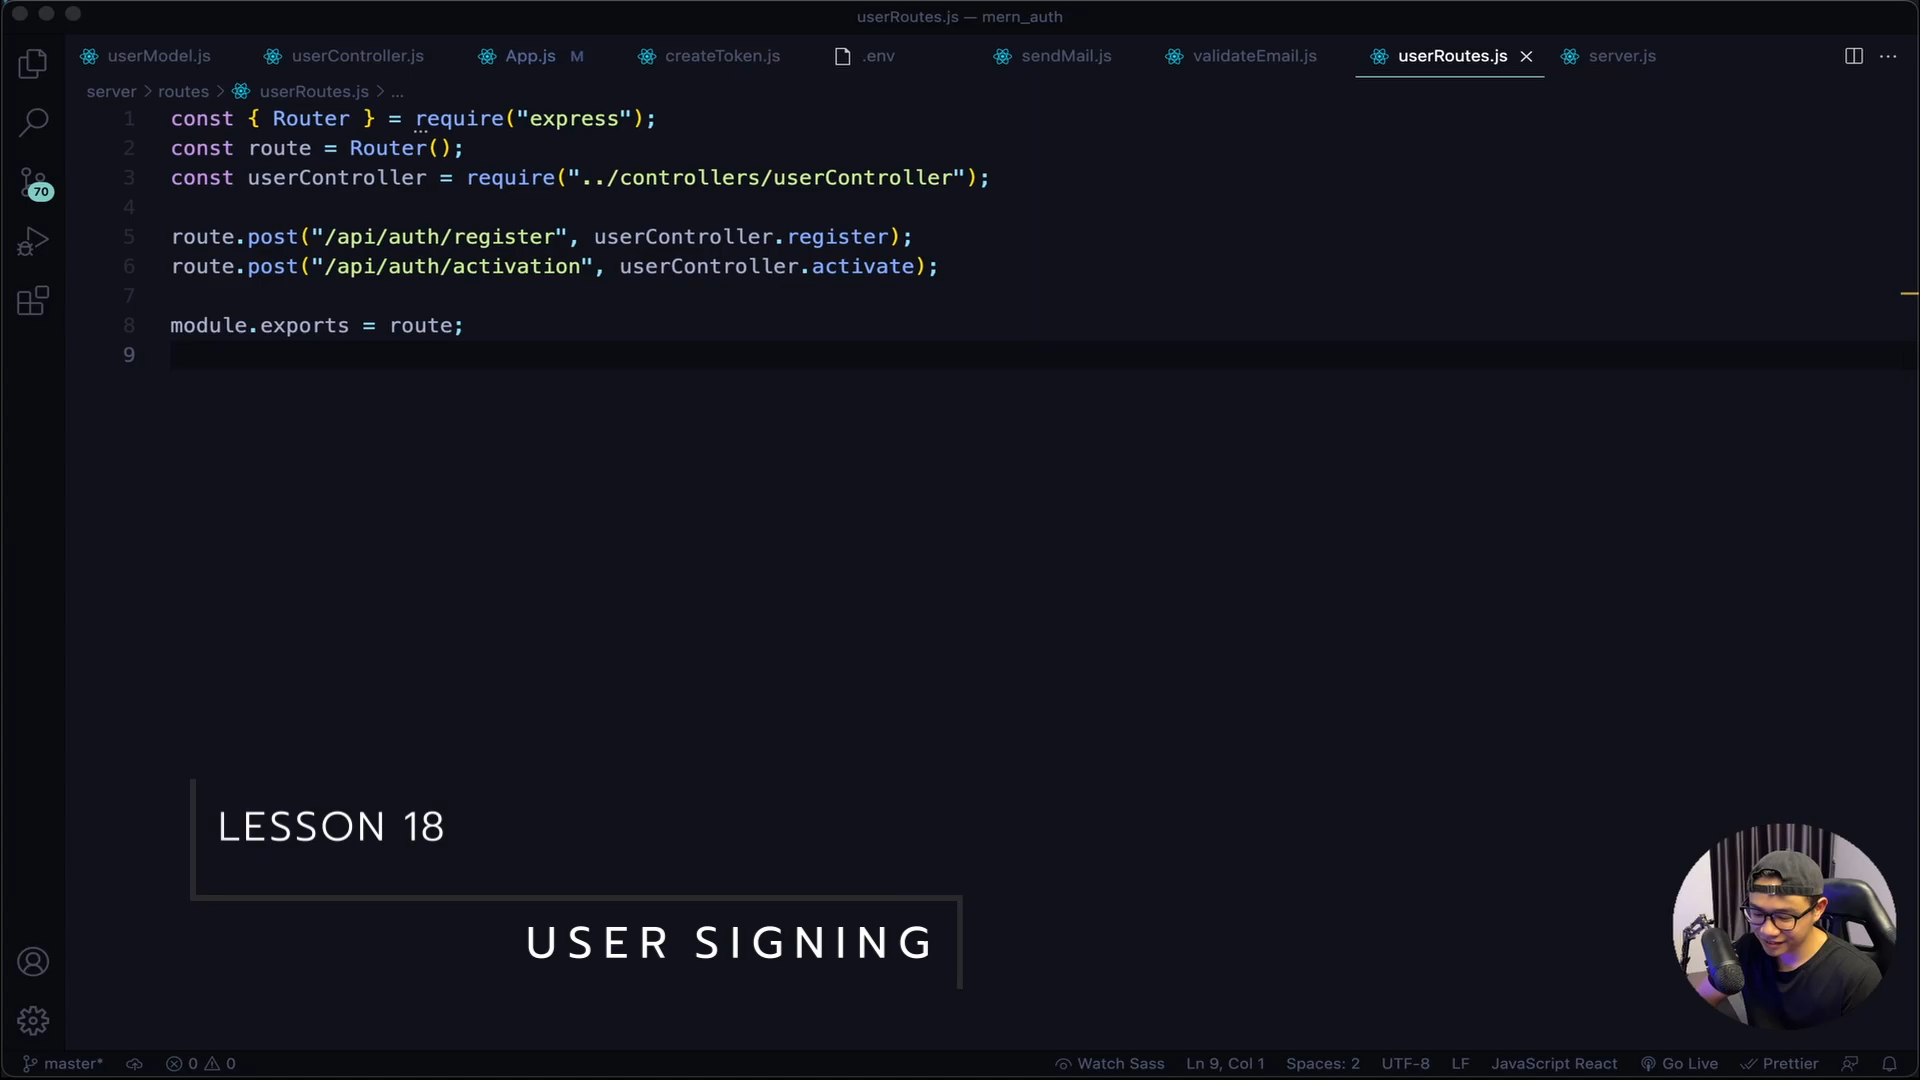 userRoutes.js — mern_auth
userModel.js userController.js App.js M createToken.js .env sendMail.js validateEmail.js userRoutes.js server.js
server > routes > userRoutes.js > ...
1 const { Router } = require("express");
2 const route = Router();
3 const userController = require("../controllers/userController");
4
5 route.post("/api/auth/register", userController.register);
6 route.post("/api/auth/activation", userController.activate);
7
8 module.exports = route;
9
70
LESSON 18
USER SIGNING
master* 0 0 Watch Sass Ln 9, Col 1 Spaces: 2 UTF-8 LF JavaScript React Go Live Prettier